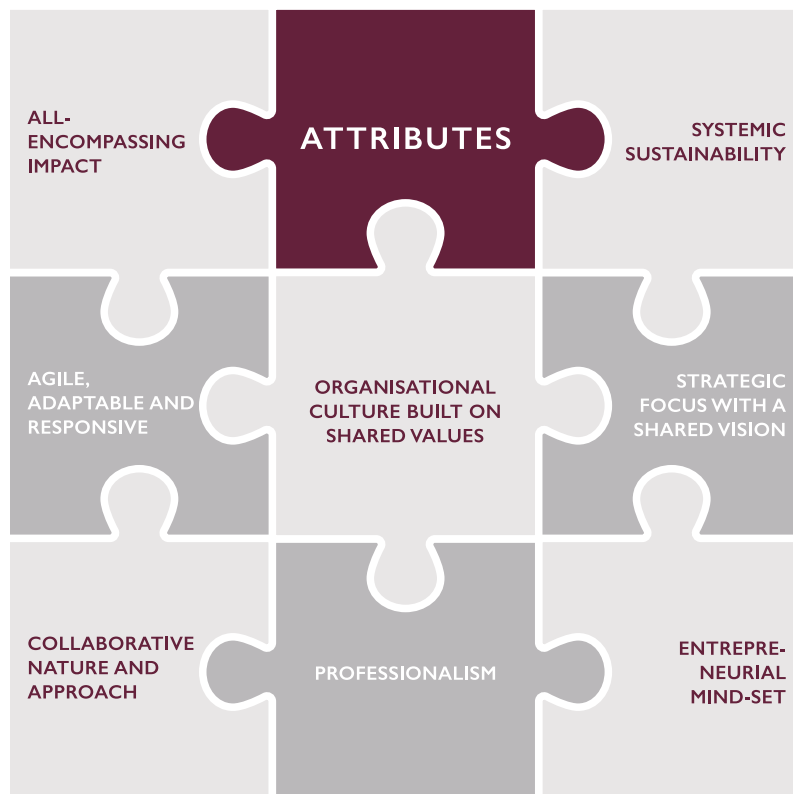 ALL-
ENCOMPASSING
IMPACT
ATTRIBUTES
SYSTEMIC
SUSTAINABILITY
AGILE,
ADAPTABLE AND
RESPONSIVE
ORGANISATIONAL
CULTURE BUILT ON
SHARED VALUES
STRATEGIC
FOCUS WITH A
SHARED VISION
COLLABORATIVE
NATURE AND
APPROACH
PROFESSIONALISM
ENTREPRE-
NEURIAL
MIND-SET